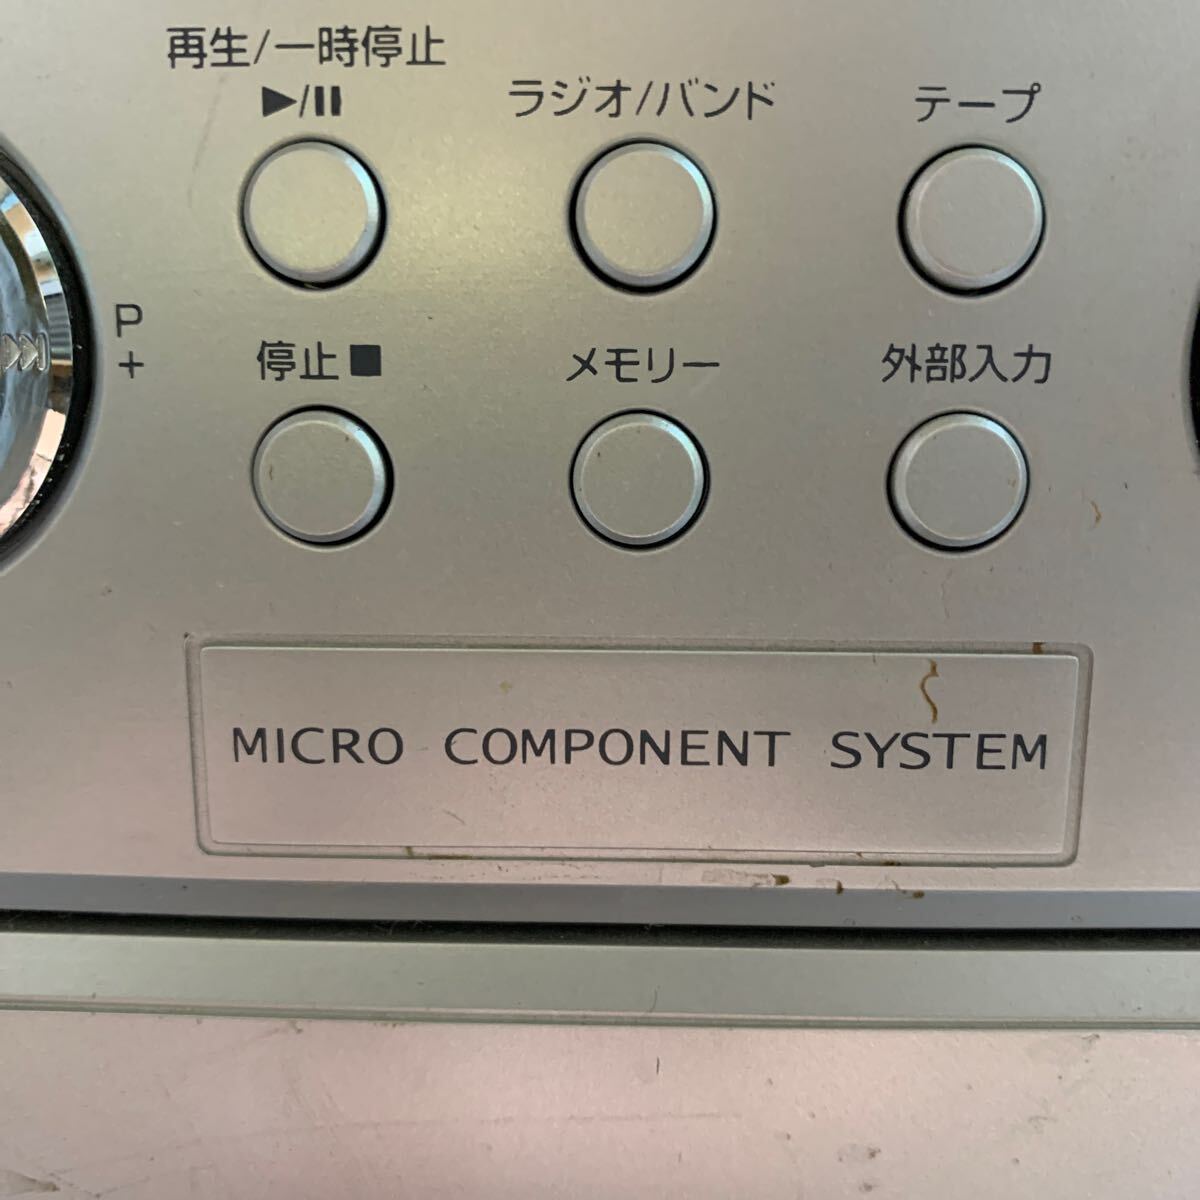 再生/一時停止
▶/II
ラジオ/バンド
テープ
P
+
停止■
メモリー
外部入力
MICRO COMPONENT SYSTEM